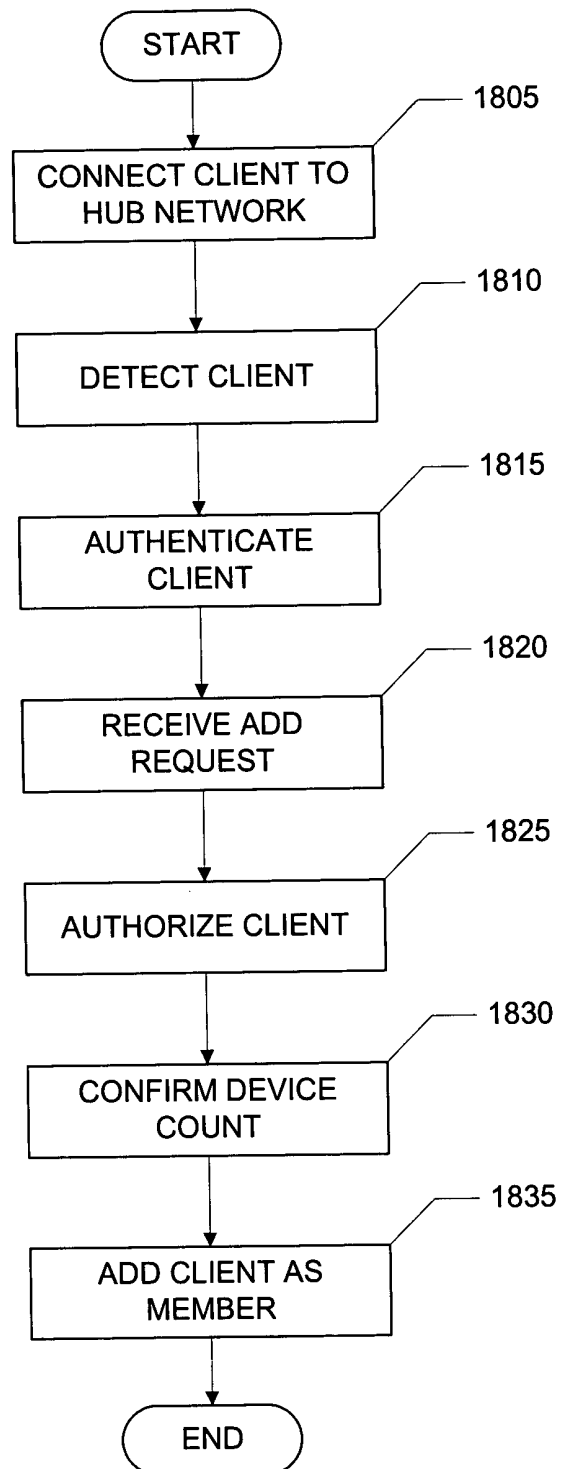 START
1805
CONNECT CLIENT TO
HUB NETWORK
1810
DETECT CLIENT
1815
AUTHENTICATE
CLIENT
1820
RECEIVE ADD
REQUEST
1825
AUTHORIZE CLIENT
1830
CONFIRM DEVICE
COUNT
1835
ADD CLIENT AS
MEMBER
END